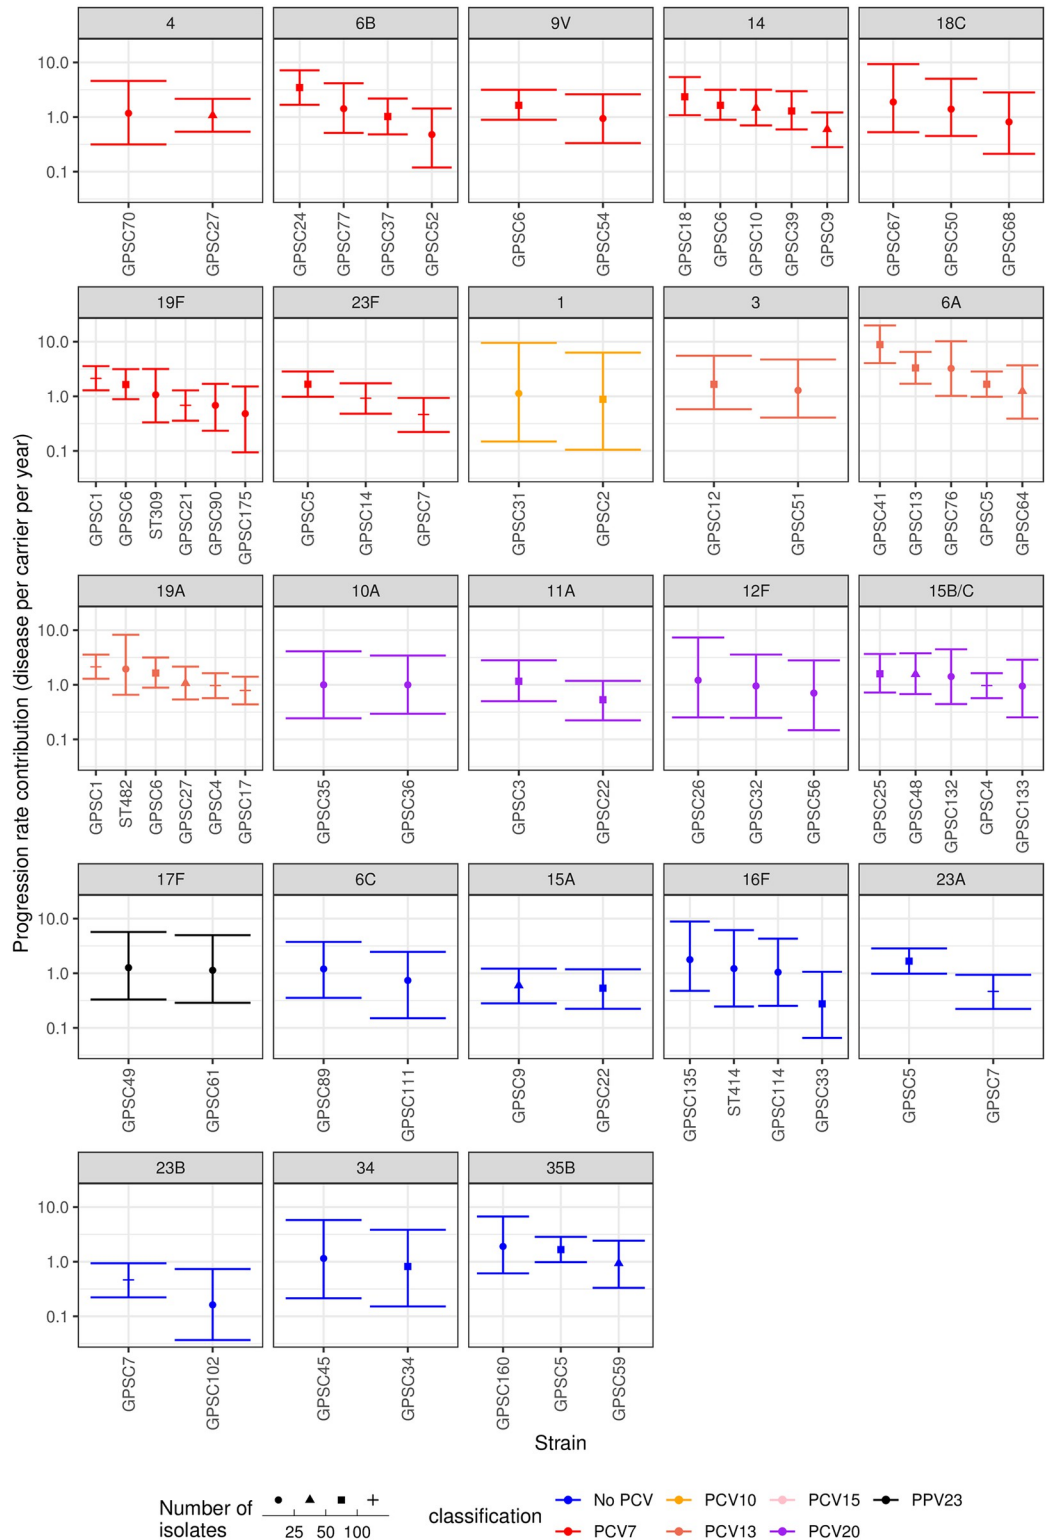 4 6B 9V 14 18C
10.0
1.0
0.1
GPSC70 GPSC27 GPSC24 GPSC77 GPSC37 GPSC52 GPSC6 GPSC54 GPSC18 GPSC6 GPSC10 GPSC39 GPSC9 GPSC67 GPSC50 GPSC68
19F 23F 1 3 6A
10.0
1.0
0.1
GPSC1 GPSC6 ST309 GPSC21 GPSC90 GPSC175 GPSC5 GPSC14 GPSC7 GPSC31 GPSC2 GPSC12 GPSC51 GPSC41 GPSC13 GPSC76 GPSC5 GPSC64
Progression rate contribution (disease per carrier per year)
19A 10A 11A 12F 15B/C
10.0
1.0
0.1
GPSC1 ST482 GPSC6 GPSC27 GPSC4 GPSC17 GPSC35 GPSC36 GPSC3 GPSC22 GPSC26 GPSC32 GPSC56 GPSC25 GPSC48 GPSC132 GPSC4 GPSC133
17F 6C 15A 16F 23A
10.0
1.0
0.1
GPSC49 GPSC61 GPSC89 GPSC111 GPSC9 GPSC22 GPSC135 ST414 GPSC114 GPSC33 GPSC5 GPSC7
23B 34 35B
10.0
1.0
0.1
GPSC7 GPSC102 GPSC45 GPSC34 GPSC160 GPSC5 GPSC59
Strain
Number of
isolates
25 50 100
classification
No PCV PCV10 PCV15 PPV23
PCV7 PCV13 PCV20